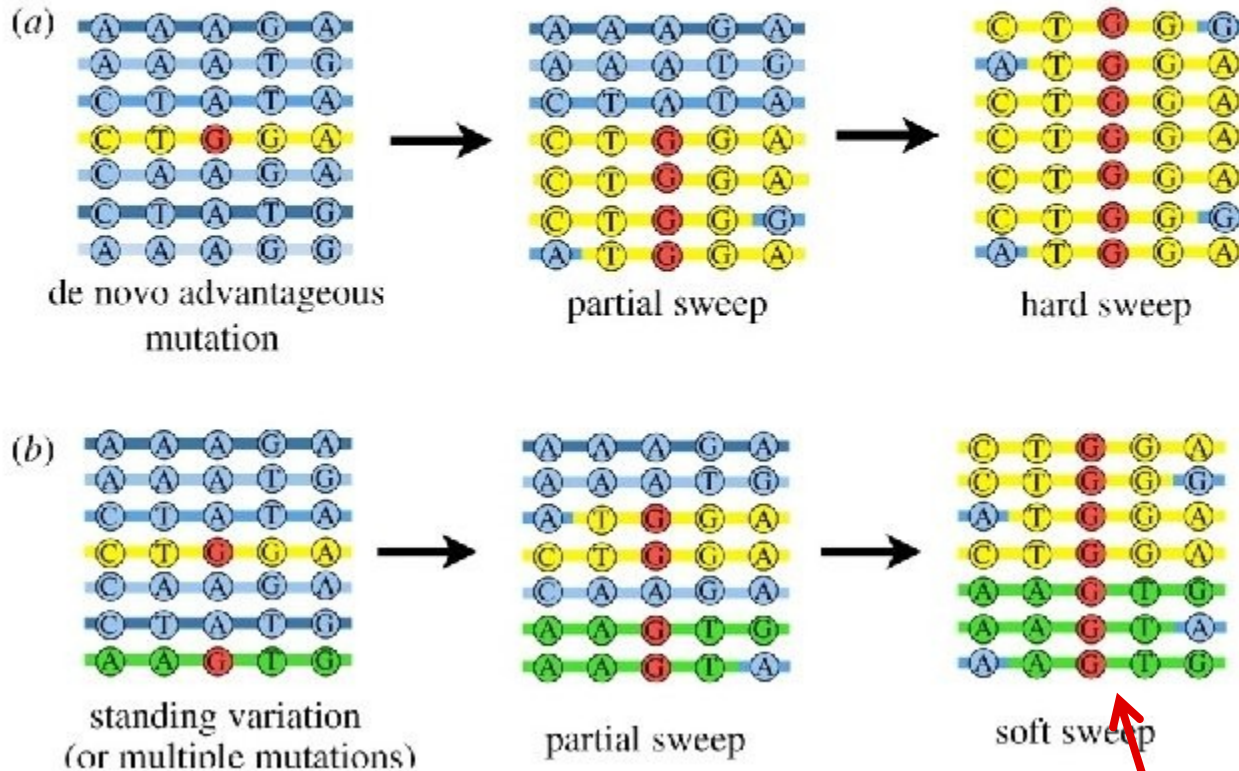 (a)
A A A G A
A A A T G
C T A T A
C T G G A
C A A G A
C T A T G
A A A G G
de novo advantageous
mutation
A A A G A
A A A T G
C T A T A
C T G G A
C T G G A
C T G G G
A T G G A
partial sweep
C T G G G
A T G G A
C T G G A
C T G G A
C T G G A
C T G G G
A T G G A
hard sweep
(b)
A A A G A
A A A T G
C T A T A
C T G G A
C A A G A
C T A T G
A A G T G
standing variation
(or multiple mutations)
A A A G A
A A A T G
A T G G A
C T G G A
C A A G A
A A G T G
A A G T A
partial sweep
C T G G A
C T G G G
A T G G A
C T G G A
A A G T G
A A G T A
A A G T G
soft sweep